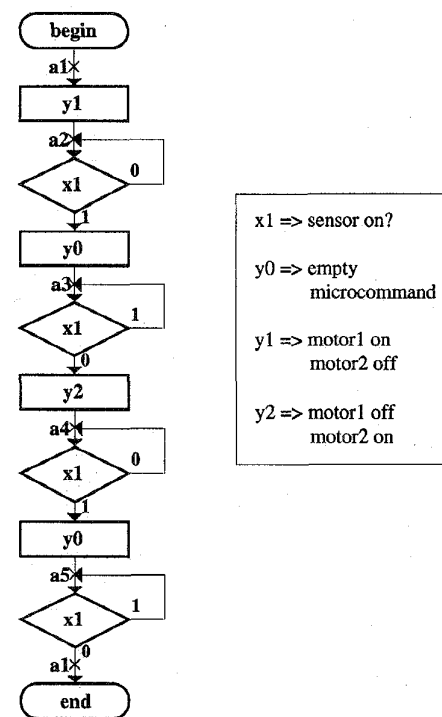 begin
a1
y1
a2
0
x1
1
y0
a3
1
x1
0
y2
a4
0
x1
1
y0
a5
1
x1
0
a1
end
x1 => sensor on?
y0 => empty
microcommand
y1 => motor1 on
motor2 off
y2 => motor1 off
motor2 on